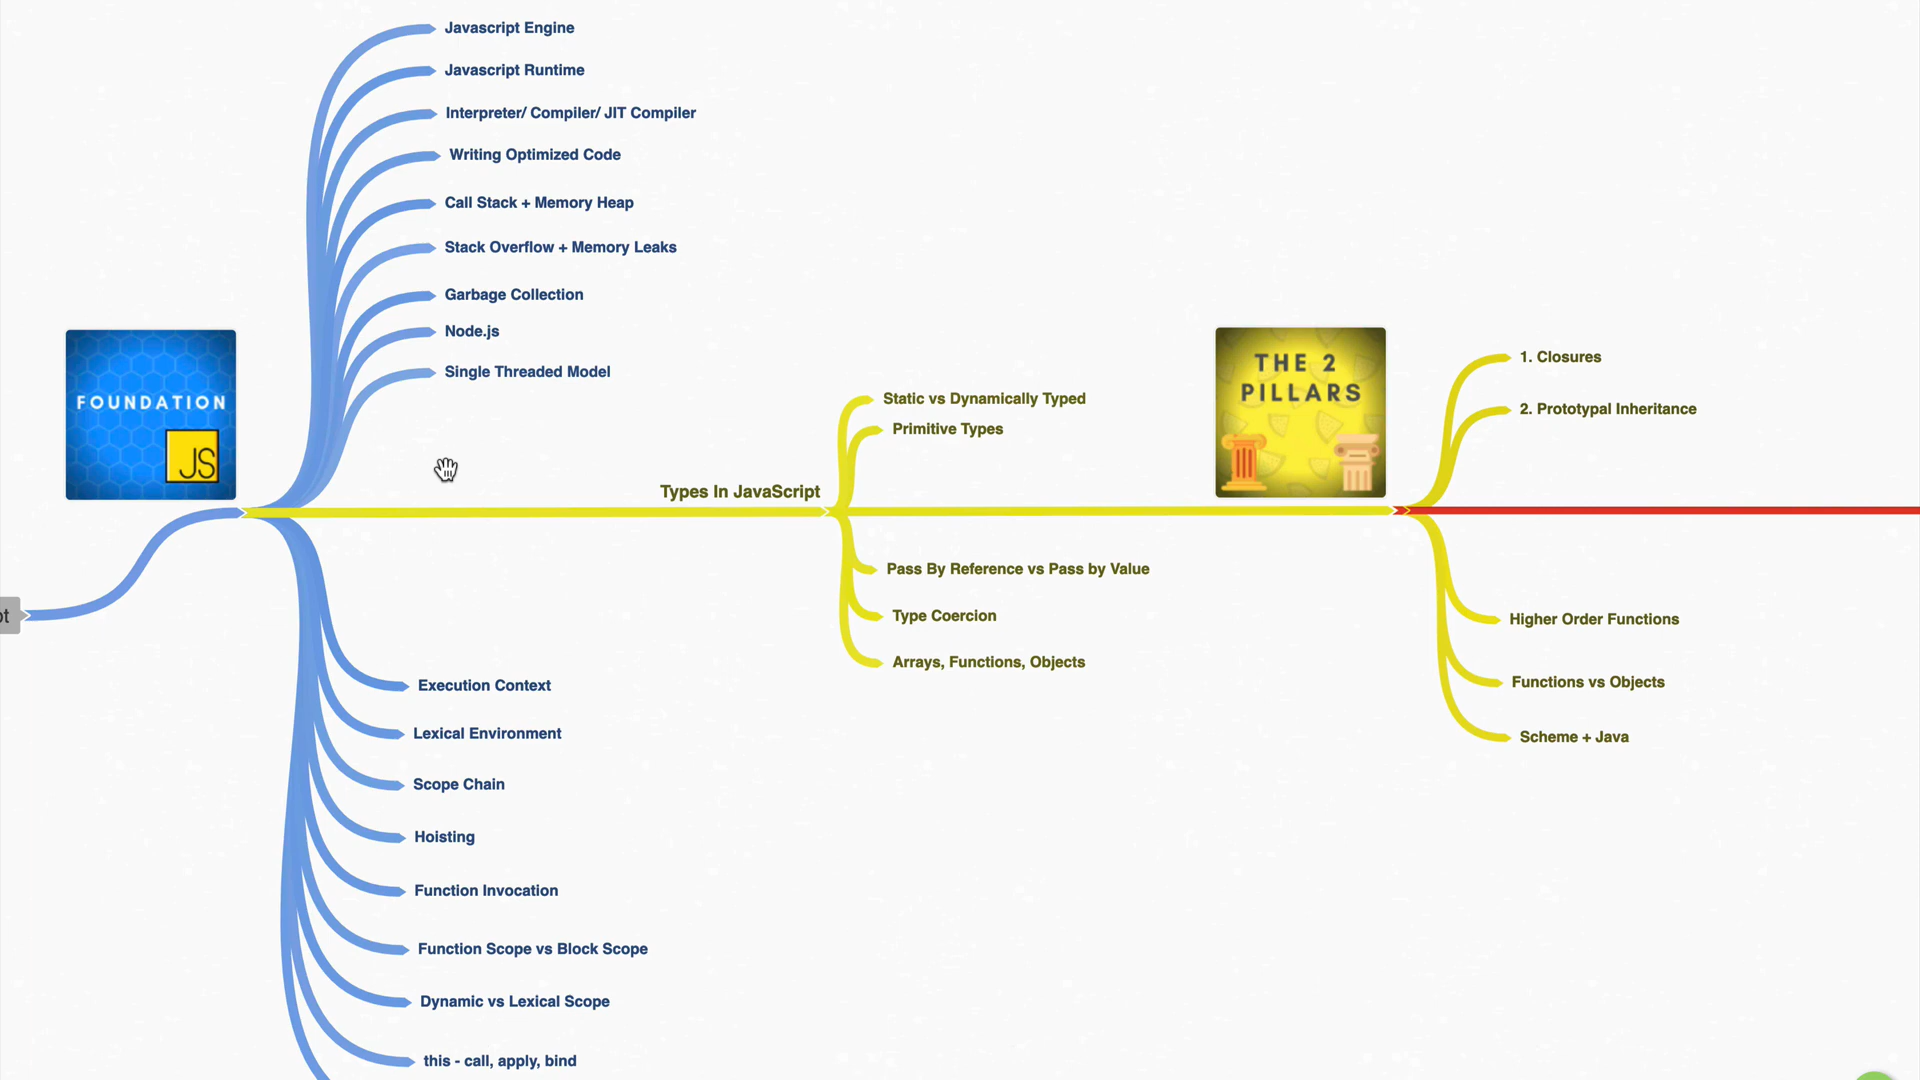 Javascript Engine
Javascript Runtime
Interpreter/ Compiler/ JIT Compiler
Writing Optimized Code
Call Stack + Memory Heap
Stack Overflow + Memory Leaks
Garbage Collection
Node.js
Single Threaded Model
FOUNDATION
JS
Execution Context
Lexical Environment
Scope Chain
Hoisting
Function Invocation
Function Scope vs Block Scope
Dynamic vs Lexical Scope
this - call, apply, bind
Types In JavaScript
Static vs Dynamically Typed
Primitive Types
Pass By Reference vs Pass by Value
Type Coercion
Arrays, Functions, Objects
THE 2
PILLARS
1. Closures
2. Prototypal Inheritance
Higher Order Functions
Functions vs Objects
Scheme + Java